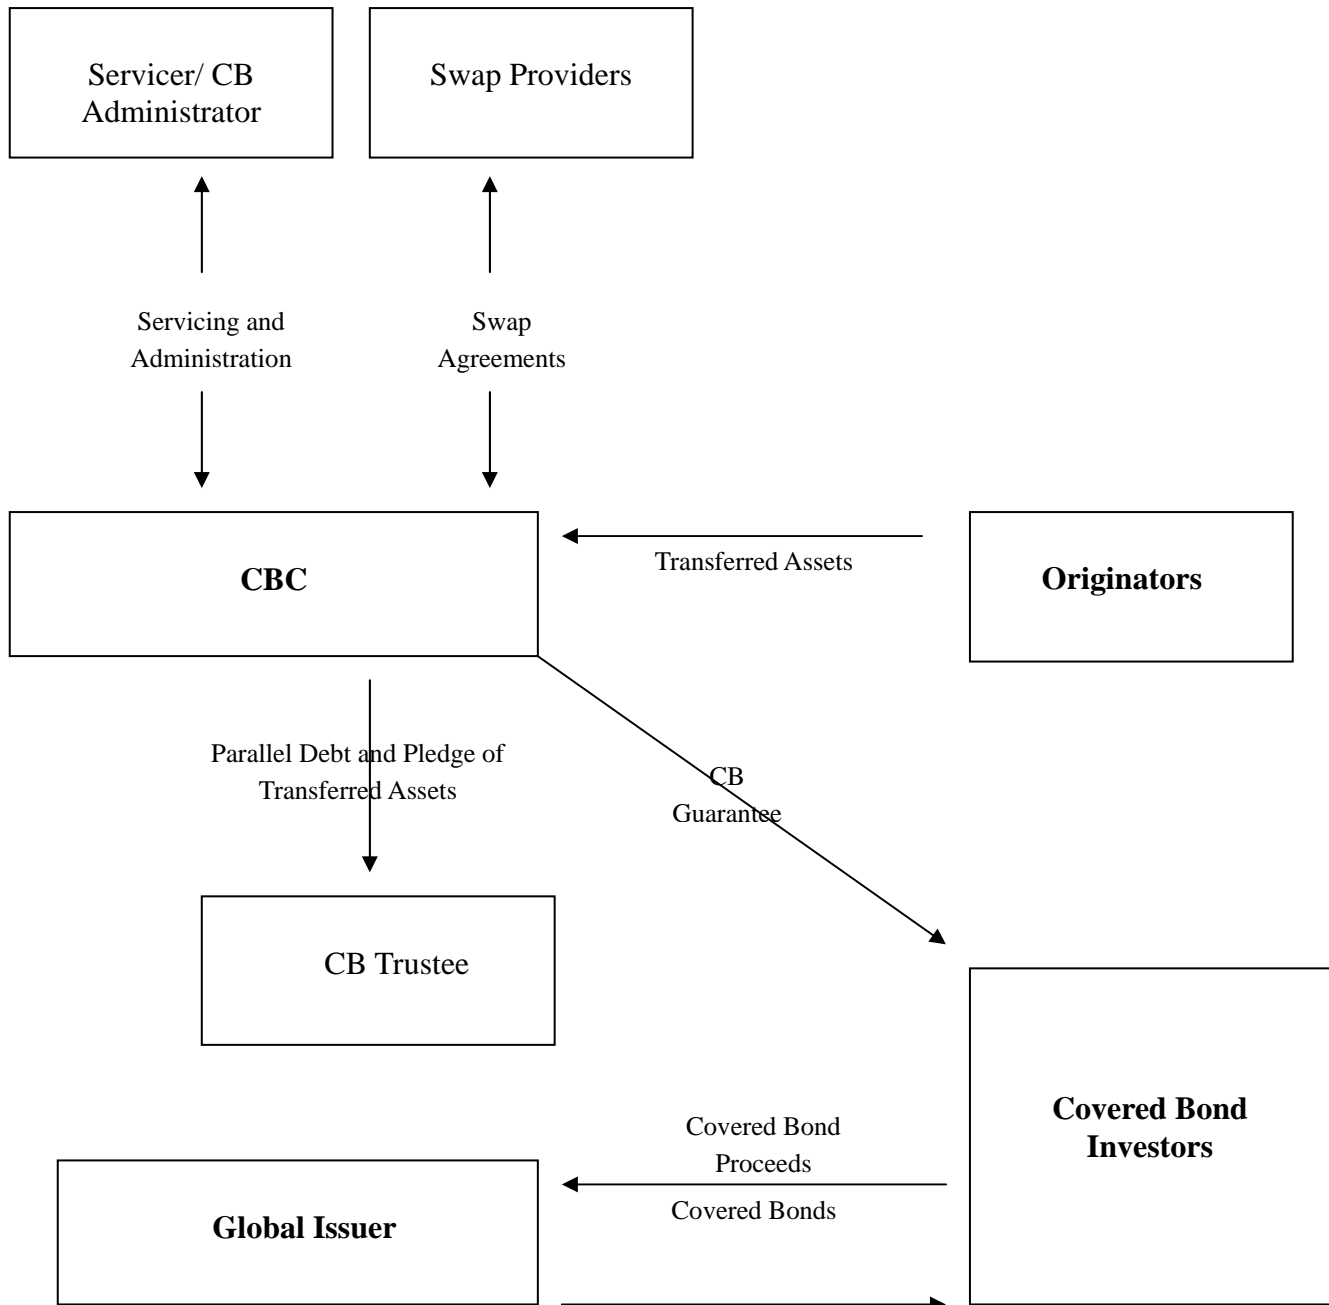 Servicer/ CB
Administrator
Swap Providers
Servicing and
Administration
Swap
Agreements
CBC
Transferred Assets
Originators
Parallel Debt and Pledge of
Transferred Assets
CB
Guarantee
CB Trustee
Covered Bond
Investors
Covered Bond
Proceeds
Covered Bonds
Global Issuer